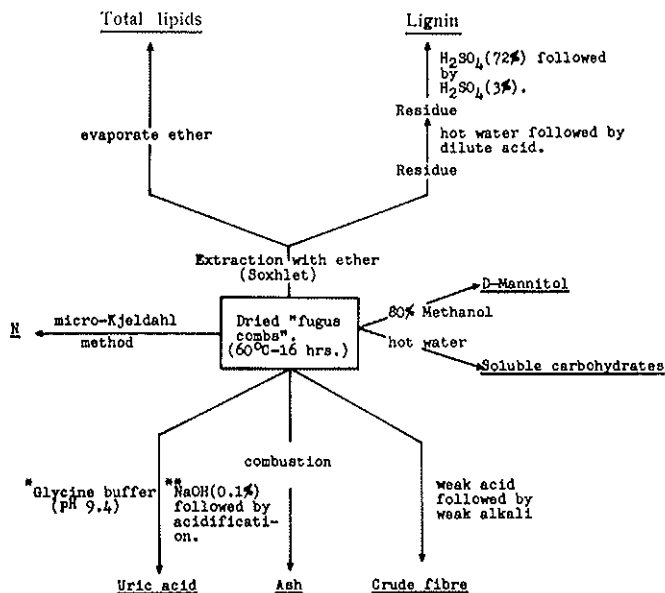 Total lipids
Lignin
H₂SO₄(72%) followed
by
H₂SO₄(3%).
Residue
evaporate ether
hot water followed by
dilute acid.
Residue
Extraction with ether
(Soxhlet)
D-Mannitol
80% Methanol
N
micro-Kjeldahl
method
Dried "fugus
combs".
(60°C-16 hrs.)
hot water
Soluble carbohydrates
combustion
*Glycine buffer
(pH 9.4)
**NaOH(0.1%)
followed by
acidificati-
on.
weak acid
followed by
weak alkali
Uric acid
Ash
Crude fibre